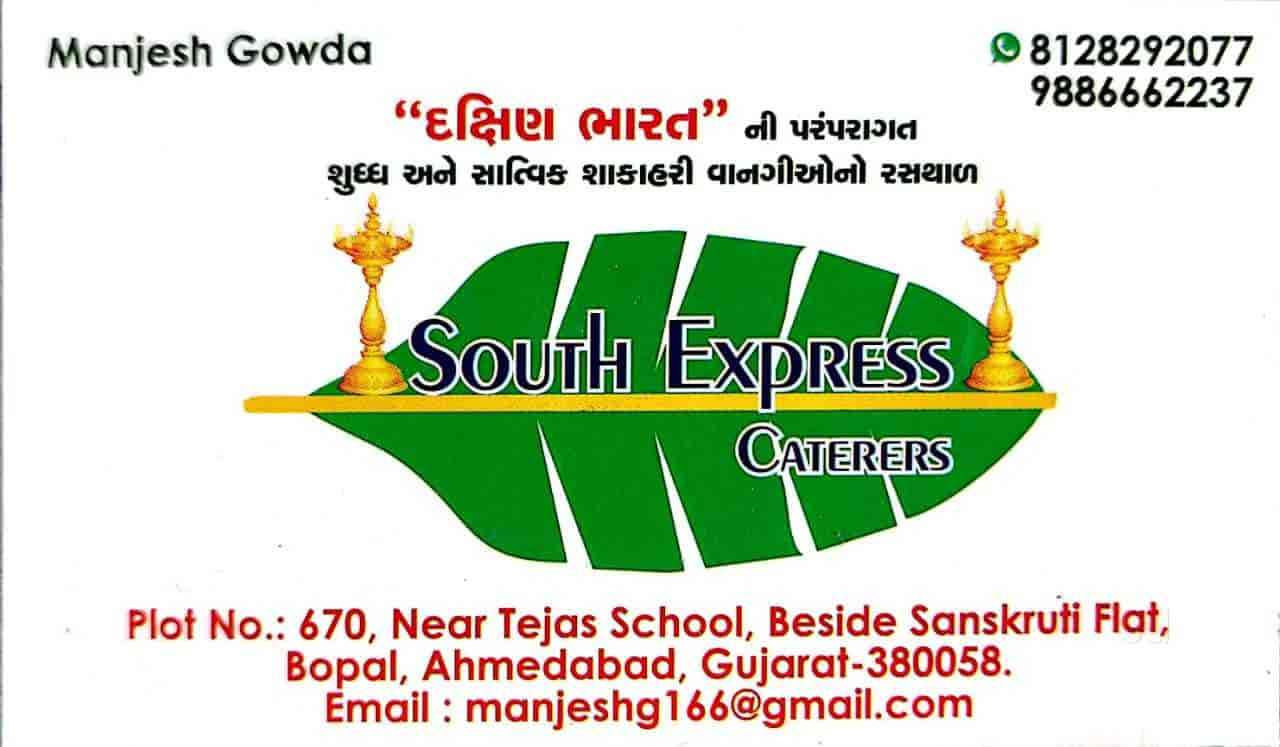 Manjesh Gowda
8128292077
9886662237
“દક્ષિણ ભારત” ની પરંપરાગત
શુધ્ધ અને સાત્વિક શાકાહરી વાનગીઓનો રસથાળ
South Express
Caterers
Plot No.: 670, Near Tejas School, Beside Sanskruti Flat,
Bopal, Ahmedabad, Gujarat-380058.
Email : manjeshg166@gmail.com